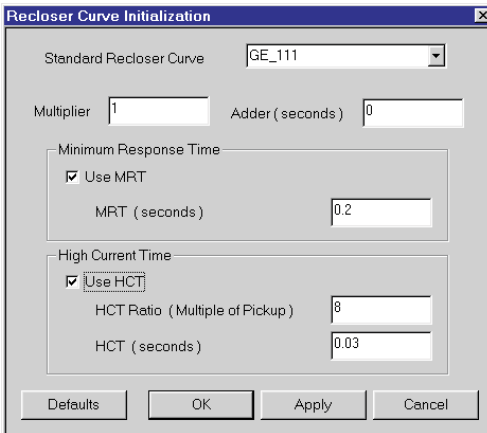 Recloser Curve Initialization
Standard Recloser Curve GE_111
Multiplier 1 Adder ( seconds ) 0
Minimum Response Time
Use MRT
MRT ( seconds ) 0.2
High Current Time
Use HCT
HCT Ratio ( Multiple of Pickup ) 8
HCT ( seconds ) 0.03
Defaults OK Apply Cancel